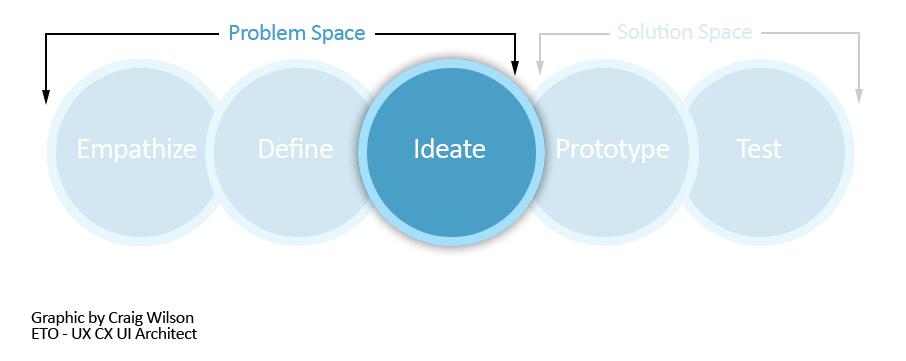 Problem Space
Solution Space
Empathize
Define
Ideate
Prototype
Test
Graphic by Craig Wilson
ETO - UX CX UI Architect